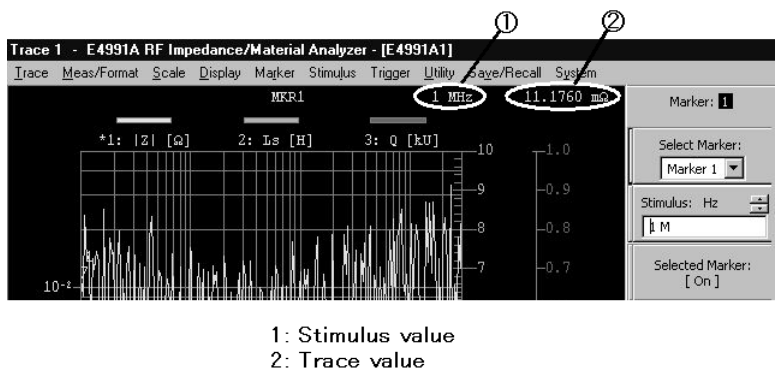 ① ②
Trace 1 - E4991A RF Impedance/Material Analyzer - [E4991A1]
Trace Meas/Format Scale Display Marker Stimulus Trigger Utility Save/Recall System
MKR1 1 MHz 11.1760 mΩ
*1: |Z| [Ω] 2: Ls [H] 3: Q [kU]
10 1.0
9 0.9
8 0.8
7 0.7
10-2
Marker: 1
Select Marker:
Marker 1
Stimulus: Hz
1 M
Selected Marker:
[ On ]
1: Stimulus value
2: Trace value